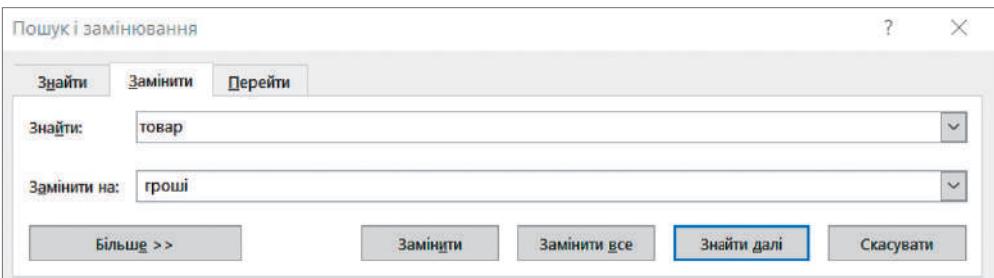 Пошук і замінювання ?
Знайти Замінити Перейти
Знайти: товар
Замінити на: гроші
Більше >> Замінити Замінити все Знайти далі Скасувати